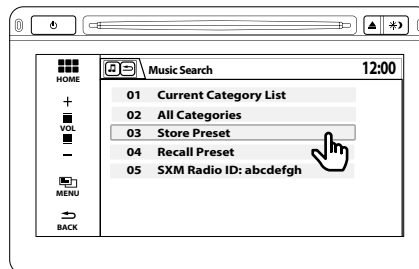 HOME
Music Search
12:00
+
VOL
−
MENU
BACK
01 Current Category List
02 All Categories
03 Store Preset
04 Recall Preset
05 SXM Radio ID: abcdefgh